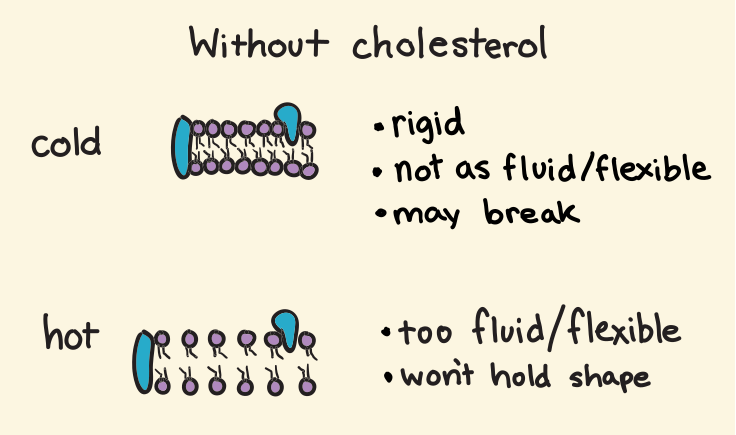 Without cholesterol
cold
• rigid
• not as fluid/flexible
• may break
hot
• too fluid/flexible
• won't hold shape